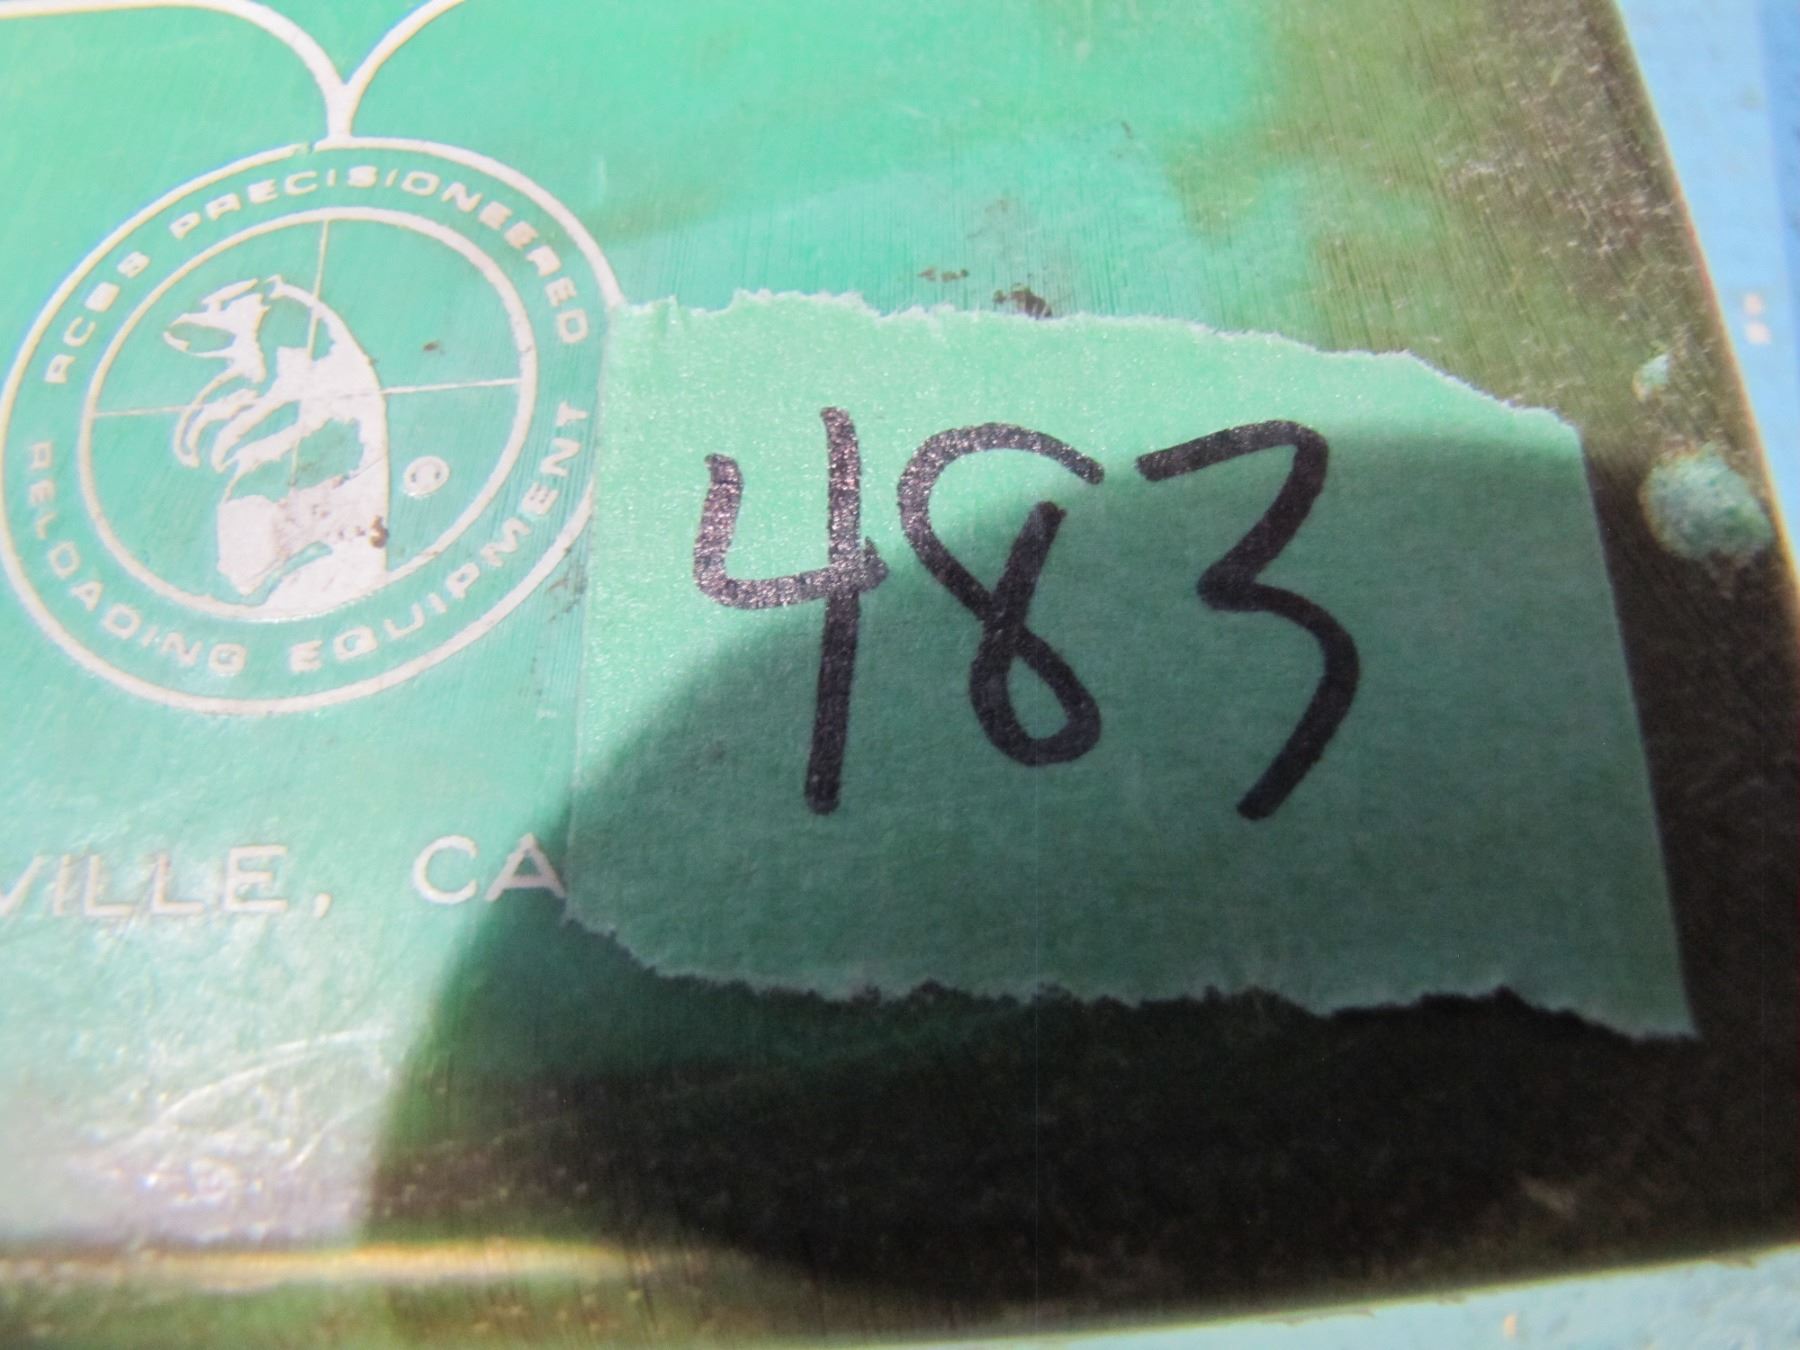 RCBS PRECISIONEERED
RELOADING EQUIPMENT
®
483
VILLE, CA